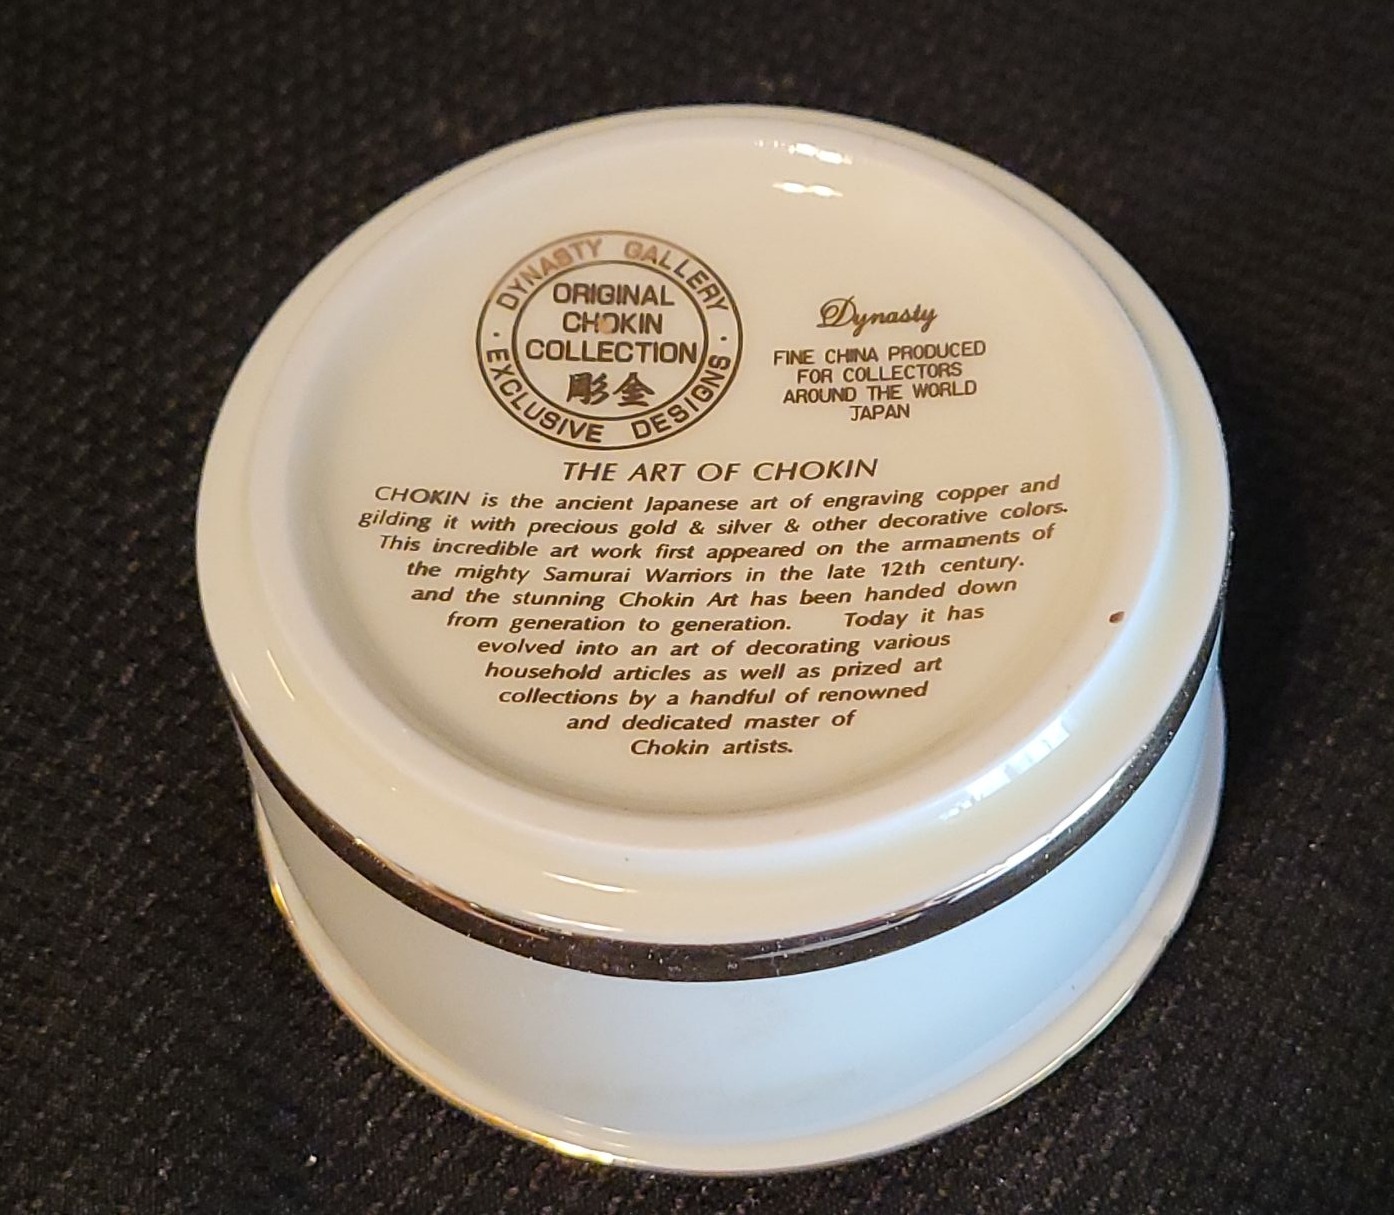 DYNASTY GALLERY
ORIGINAL
CHOKIN
COLLECTION
彫金
· EXCLUSIVE DESIGNS ·
Dynasty
FINE CHINA PRODUCED
FOR COLLECTORS
AROUND THE WORLD
JAPAN
THE ART OF CHOKIN
CHOKIN is the ancient Japanese art of engraving copper and
gilding it with precious gold & silver & other decorative colors.
This incredible art work first appeared on the armaments of
the mighty Samurai Warriors in the late 12th century.
and the stunning Chokin Art has been handed down
from generation to generation. Today it has
evolved into an art of decorating various
household articles as well as prized art
collections by a handful of renowned
and dedicated master of
Chokin artists.